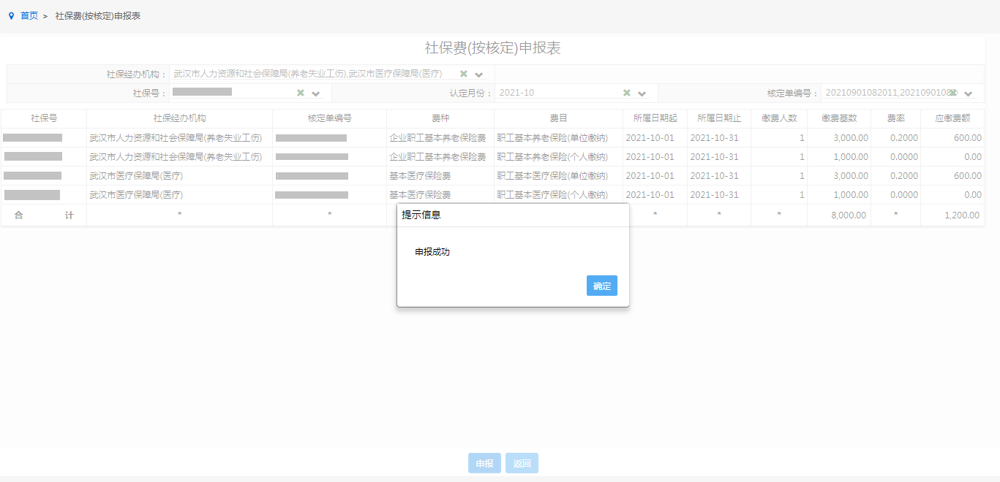 首页 > 社保费(按核定)申报表
社保费(按核定)申报表
社保经办机构： 武汉市人力资源和社会保障局(养老失业工伤),武汉市医疗保障局(医疗)
社保号： 认定月份： 2021-10 核定单编号： 20210901082011,202109010820
社保号 社保经办机构 核定单编号 费种 费目 所属日期起 所属日期止 缴费人数 缴费基数 费率 应缴费额
武汉市人力资源和社会保障局(养老失业工伤) 企业职工基本养老保险费 职工基本养老保险(单位缴纳) 2021-10-01 2021-10-31 1 3,000.00 0.2000 600.00
武汉市人力资源和社会保障局(养老失业工伤) 企业职工基本养老保险费 职工基本养老保险(个人缴纳) 2021-10-01 2021-10-31 1 1,000.00 0.0000 0.00
武汉市医疗保障局(医疗) 基本医疗保险费 职工基本医疗保险(单位缴纳) 2021-10-01 2021-10-31 1 3,000.00 0.2000 600.00
武汉市医疗保障局(医疗) 基本医疗保险费 职工基本医疗保险(个人缴纳) 2021-10-01 2021-10-31 1 1,000.00 0.0000 0.00
合 计 * * * * * 8,000.00 * 1,200.00
提示信息
申报成功
确定
申报 返回